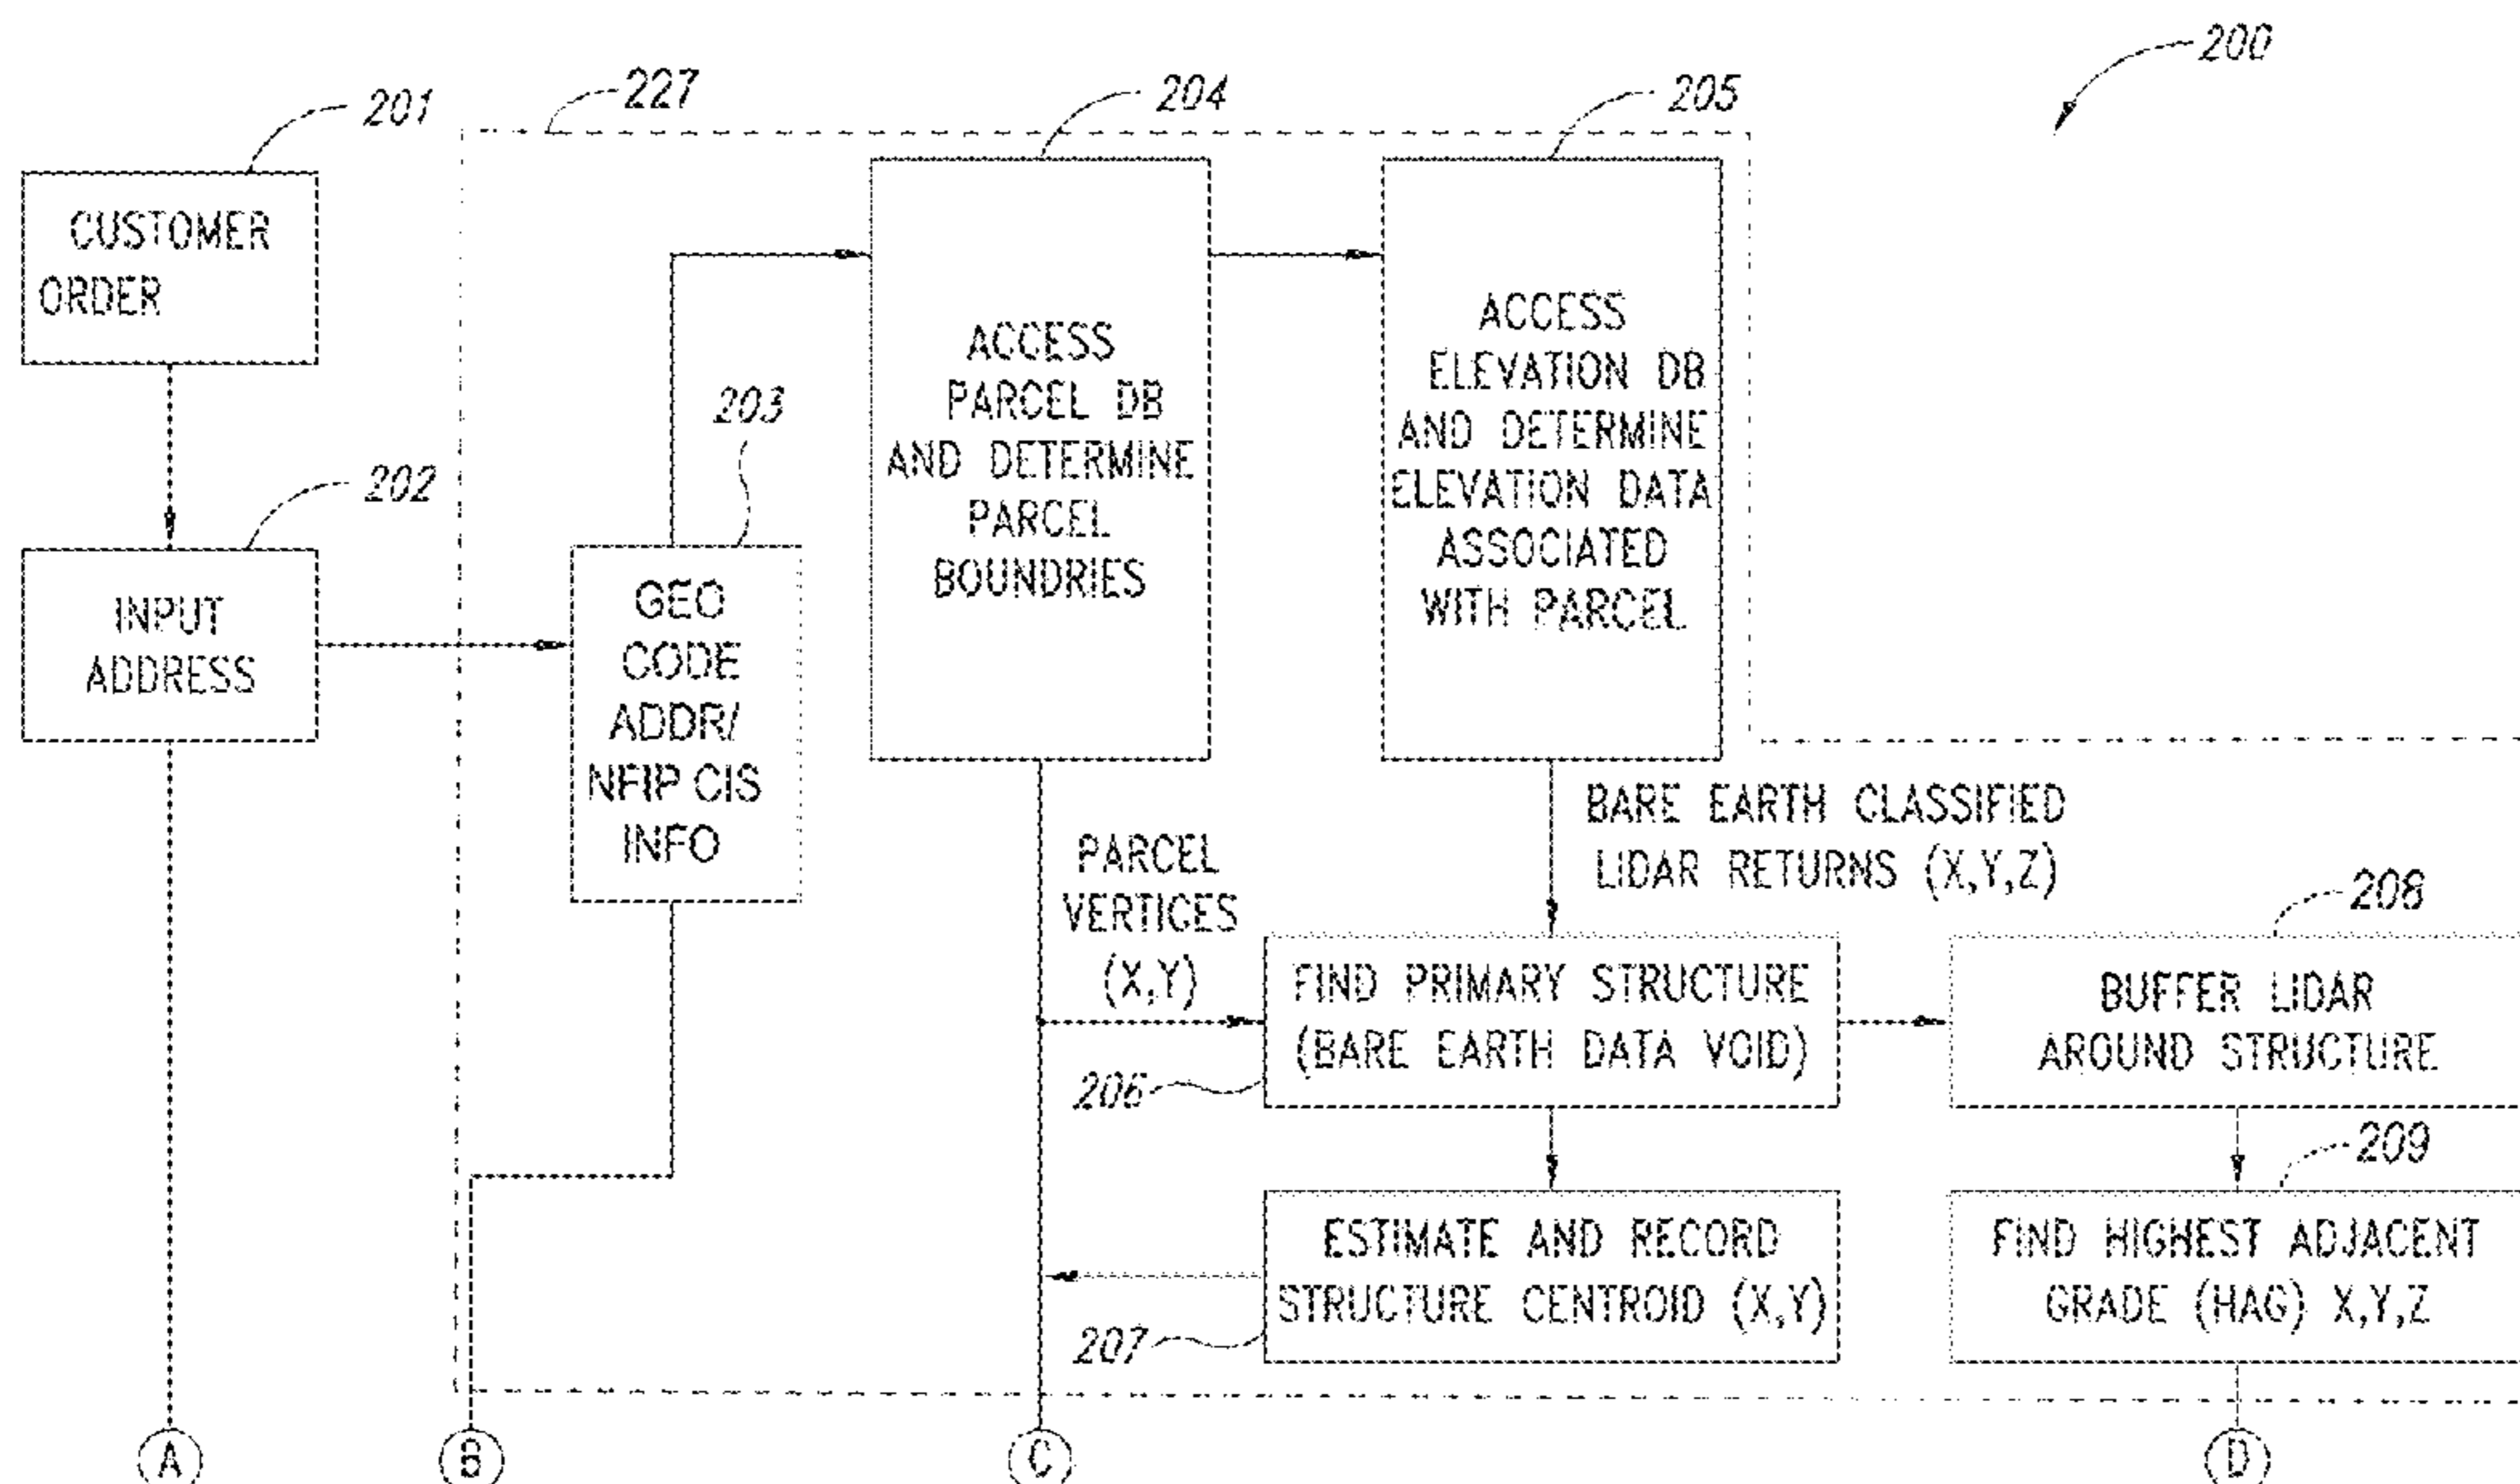 200
201
227
204
205
CUSTOMER
ORDER
202
INPUT
ADDRESS
203
GEO
CODE
ADDR/
NFIP CIS
INFO
ACCESS
PARCEL DB
AND DETERMINE
PARCEL
BOUNDRIES
ACCESS
ELEVATION DB
AND DETERMINE
ELEVATION DATA
ASSOCIATED
WITH PARCEL
PARCEL
VERTICES
(X,Y)
BARE EARTH CLASSIFIED
LIDAR RETURNS (X,Y,Z)
206
FIND PRIMARY STRUCTURE
(BARE EARTH DATA VOID)
208
BUFFER LIDAR
AROUND STRUCTURE
207
ESTIMATE AND RECORD
STRUCTURE CENTROID (X,Y)
209
FIND HIGHEST ADJACENT
GRADE (HAG) X,Y,Z
A
B
C
D